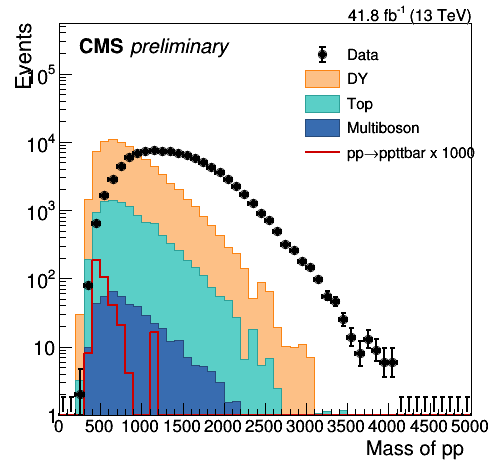 41.8 fb⁻¹ (13 TeV)
CMS preliminary
Events
Data
DY
Top
Multiboson
pp→ppttbar x 1000
10⁵
10⁴
10³
10²
10
1
0 500 1000 1500 2000 2500 3000 3500 4000 4500 5000
Mass of pp